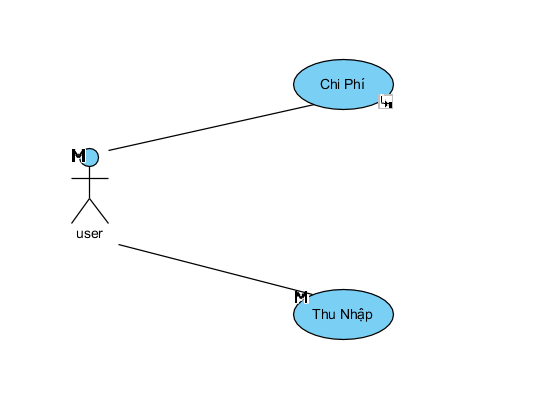 Chi Phí
M
user
M
Thu Nhập